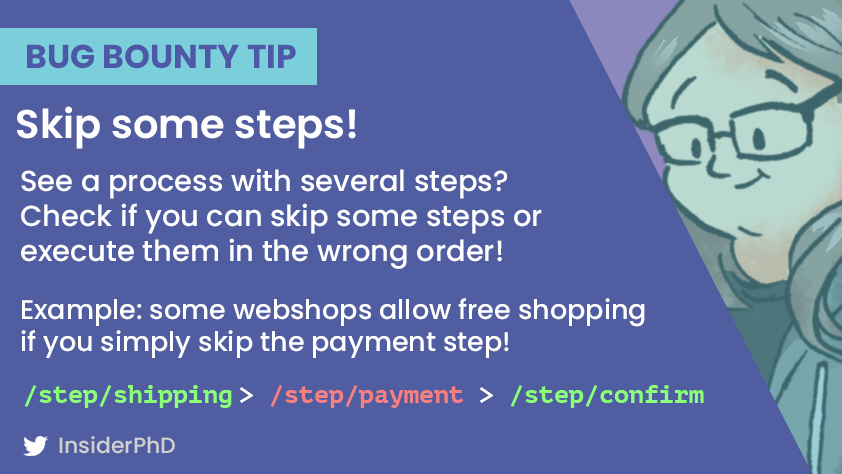 BUG BOUNTY TIP
Skip some steps!
See a process with several steps?
Check if you can skip some steps or
execute them in the wrong order!
Example: some webshops allow free shopping
if you simply skip the payment step!
/step/shipping > /step/payment > /step/confirm
InsiderPhD